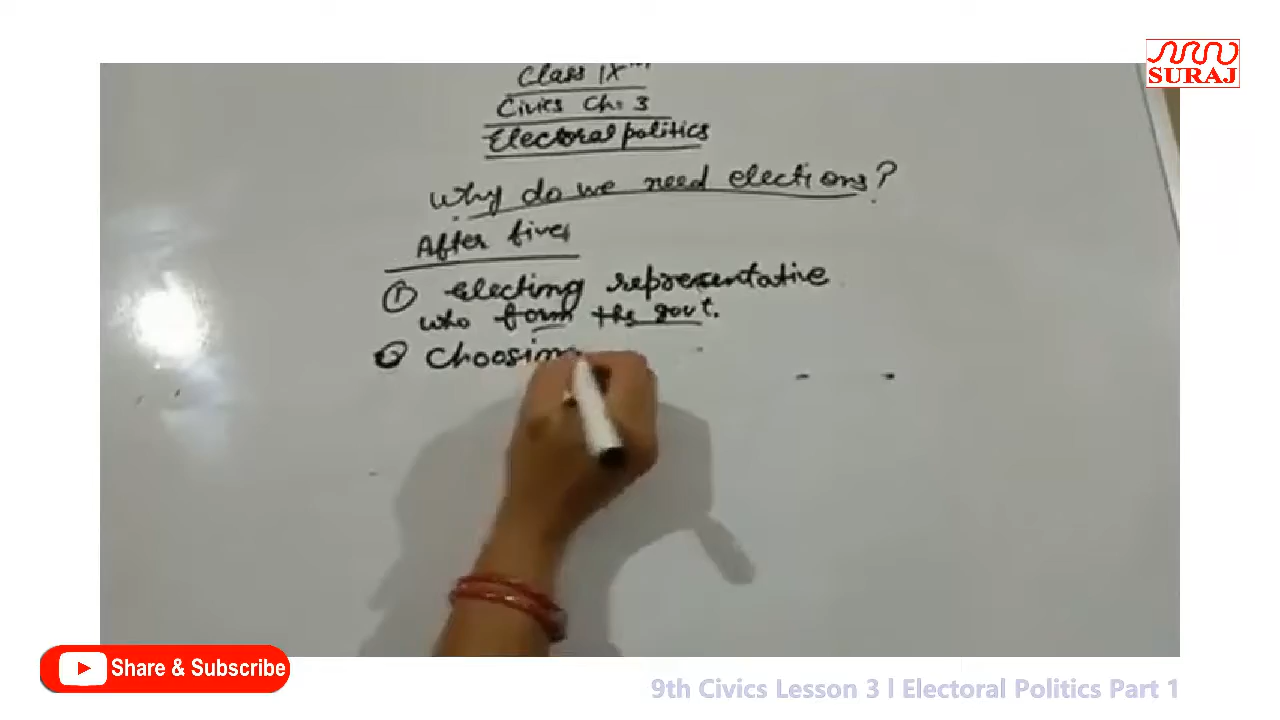 SURAJ
Class IXth
Civics Ch. 3
Electoral politics
Why do we need elections?
After five
① Electing representative
who form the govt.
② Choosin
Share & Subscribe
9th Civics Lesson 3 l Electoral Politics Part 1